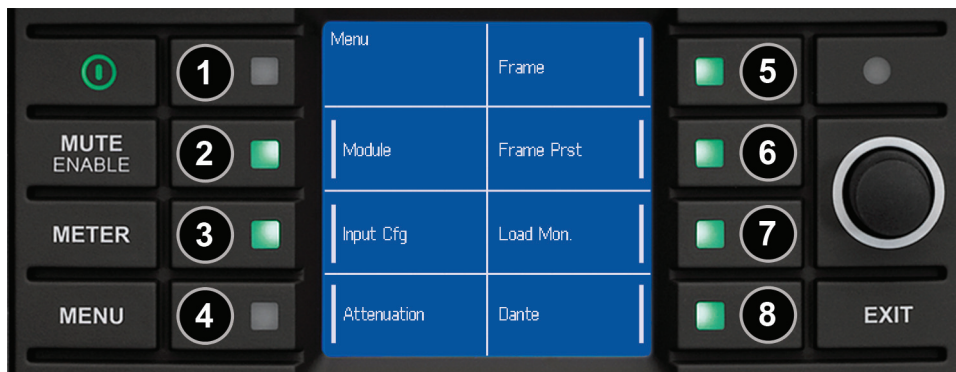 Menu
Frame
1
5
MUTE
ENABLE
2
Module
Frame Prst
6
METER
3
Input Cfg
Load Mon.
7
MENU
4
Attenuation
Dante
8
EXIT